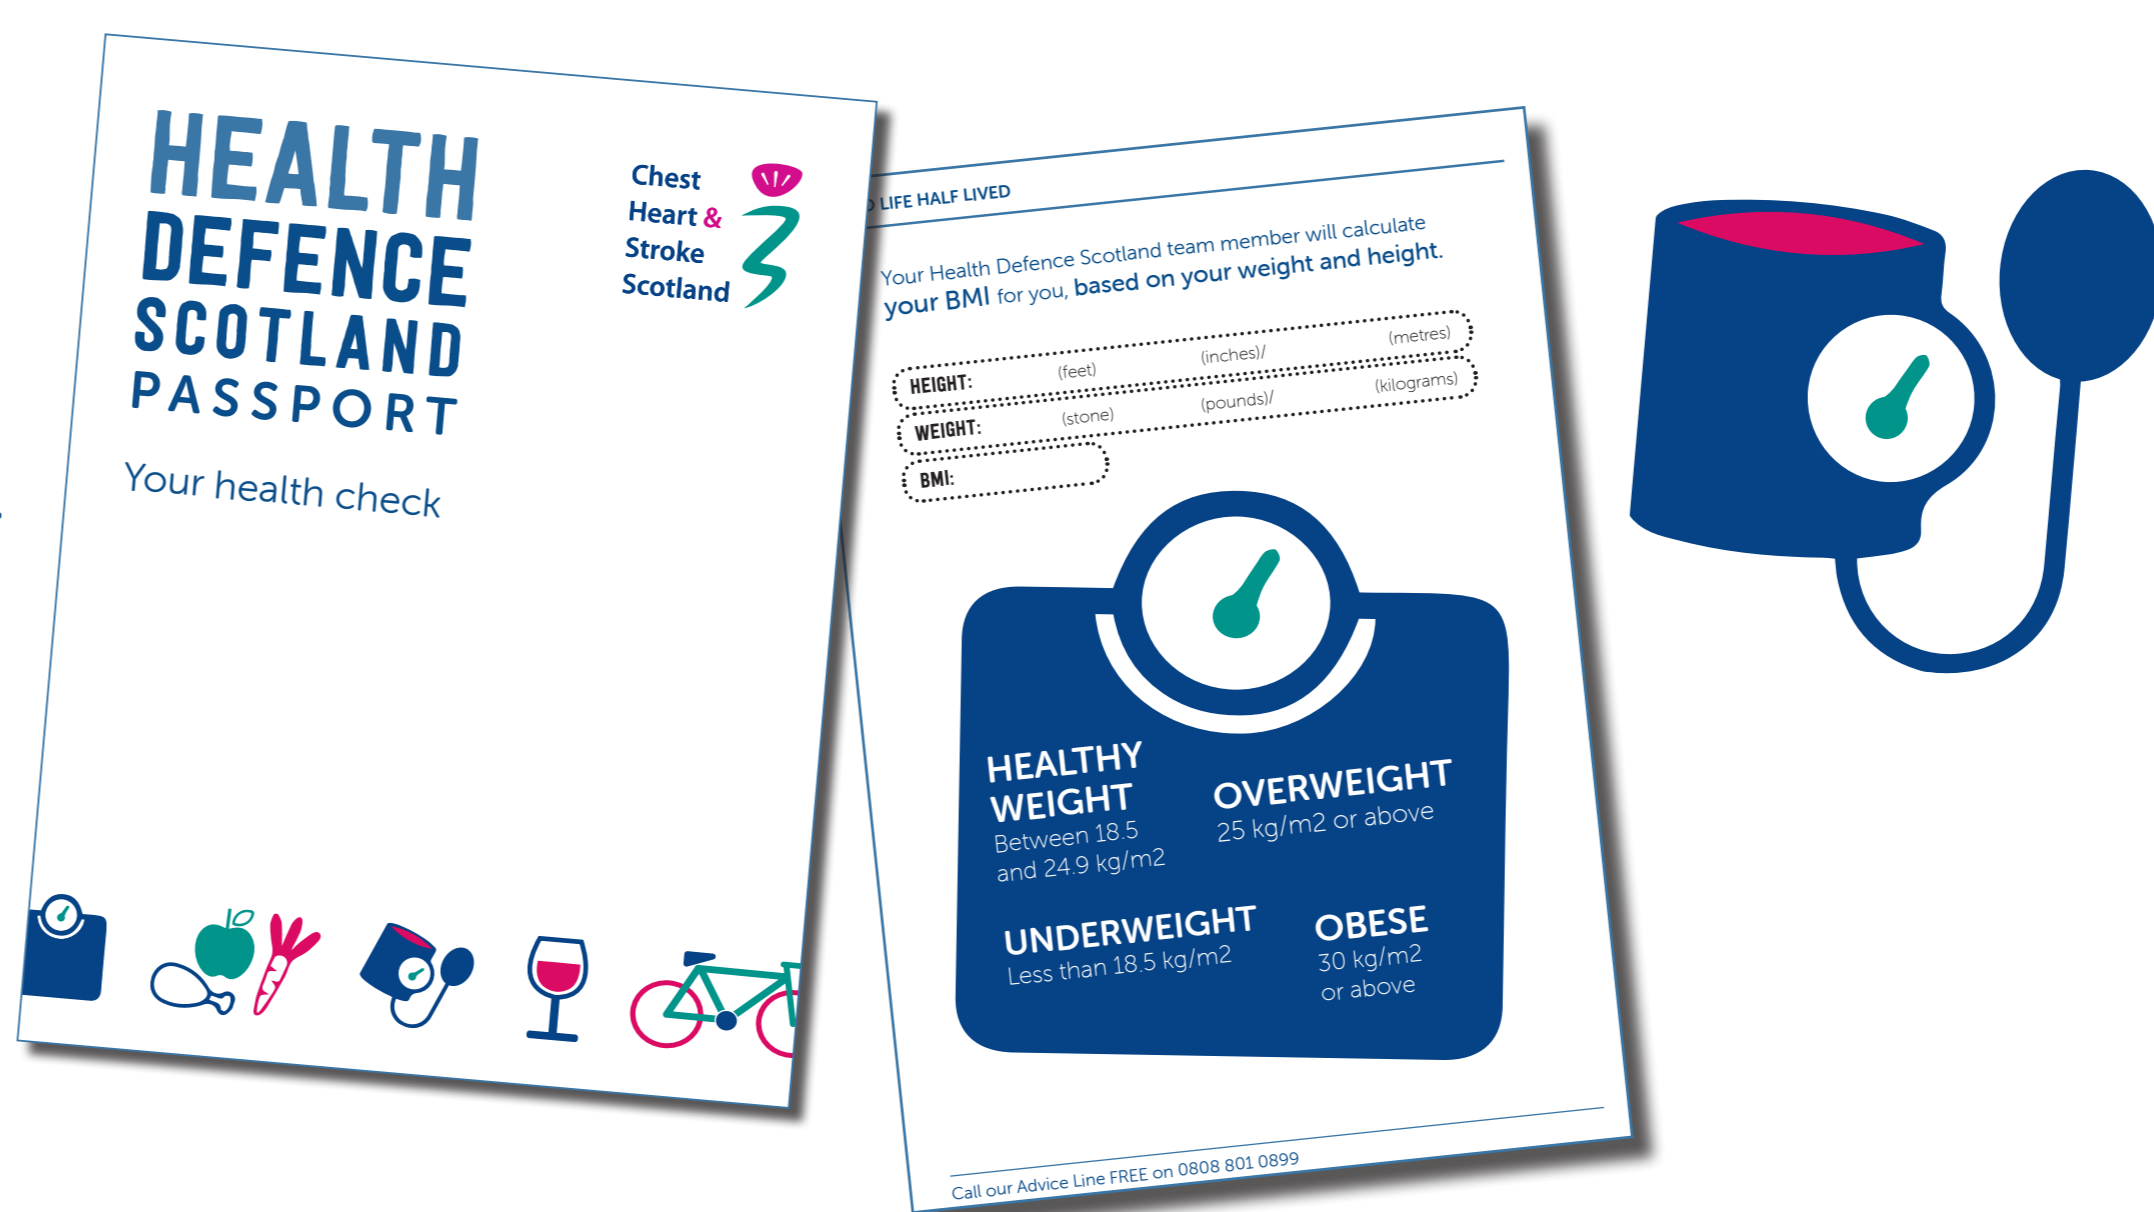 HEALTH
DEFENCE
SCOTLAND
PASSPORT
Your health check
Chest
Heart &
Stroke
Scotland
LIFE HALF LIVED
Your Health Defence Scotland team member will calculate
your BMI for you, based on your weight and height.
HEIGHT: (feet) (inches)/ (metres)
WEIGHT: (stone) (pounds)/ (kilograms)
BMI:
HEALTHY
WEIGHT
Between 18.5
and 24.9 kg/m2
OVERWEIGHT
25 kg/m2 or above
UNDERWEIGHT
Less than 18.5 kg/m2
OBESE
30 kg/m2
or above
Call our Advice Line FREE on 0808 801 0899